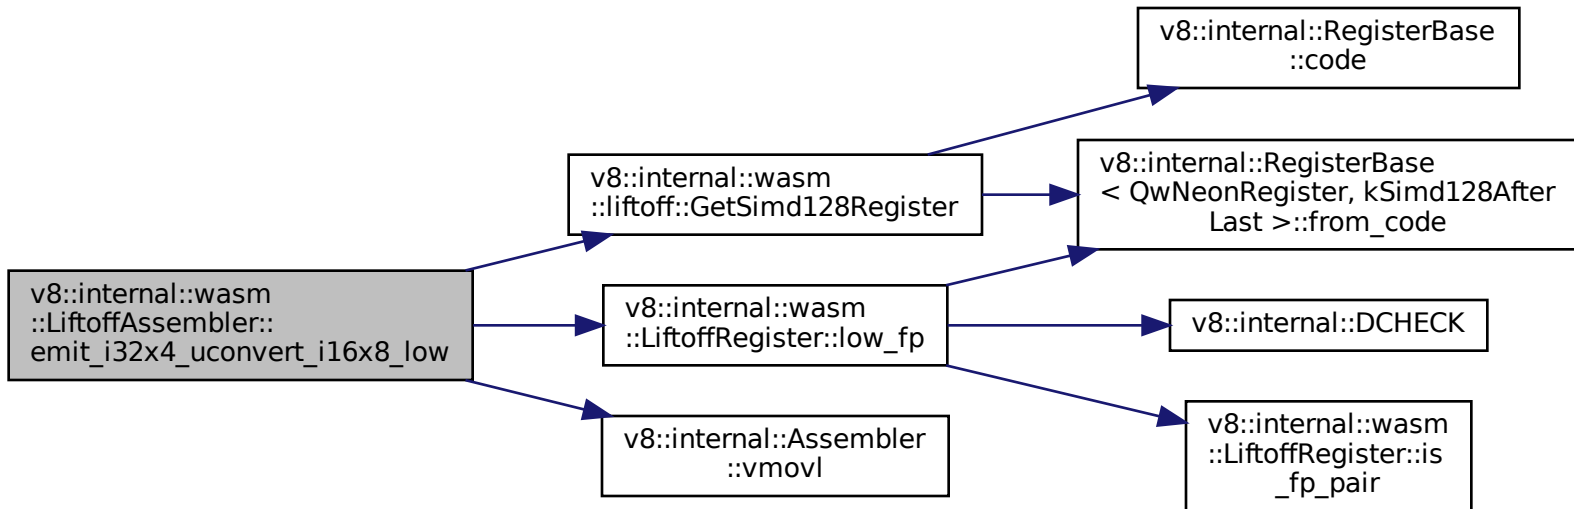 v8::internal::wasm
::LiftoffAssembler::
emit_i32x4_uconvert_i16x8_low
v8::internal::wasm
::liftoff::GetSimd128Register
v8::internal::wasm
::LiftoffRegister::low_fp
v8::internal::Assembler
::vmovl
v8::internal::RegisterBase
::code
v8::internal::RegisterBase
< QwNeonRegister, kSimd128After
Last >::from_code
v8::internal::DCHECK
v8::internal::wasm
::LiftoffRegister::is
_fp_pair